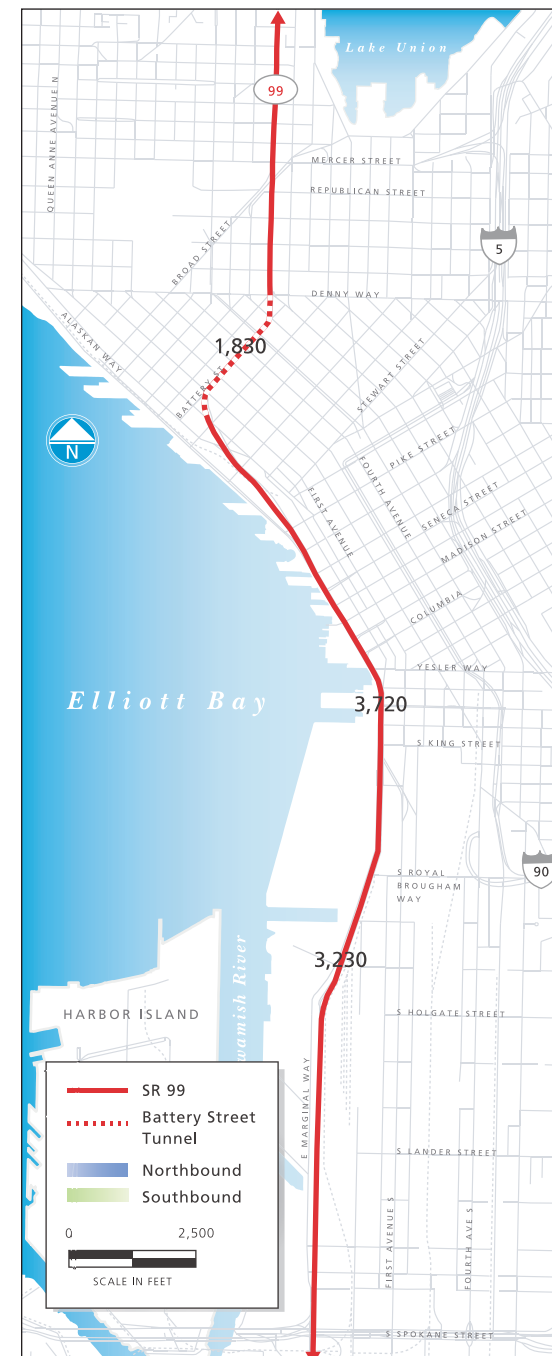 Lake Union
99
QUEEN ANNE AVENUE N
MERCER STREET
REPUBLICAN STREET
BROAD STREET
5
DENNY WAY
ALASKAN WAY
1,830
BATTERY ST
STEWART STREET
N
PIKE STREET
FOURTH AVENUE
FIRST AVENUE
SENECA STREET
MADISON STREET
COLUMBIA
YESLER WAY
Elliott Bay
3,720
S KING STREET
S ROYAL
BROUGHAM
WAY
90
3,230
wamish River
HARBOR ISLAND
S HOLGATE STREET
E MARGINAL WAY
S LANDER STREET
FIRST AVENUE S
FOURTH AVE S
S SPOKANE STREET
SR 99
Battery Street
Tunnel
Northbound
Southbound
0 2,500
SCALE IN FEET